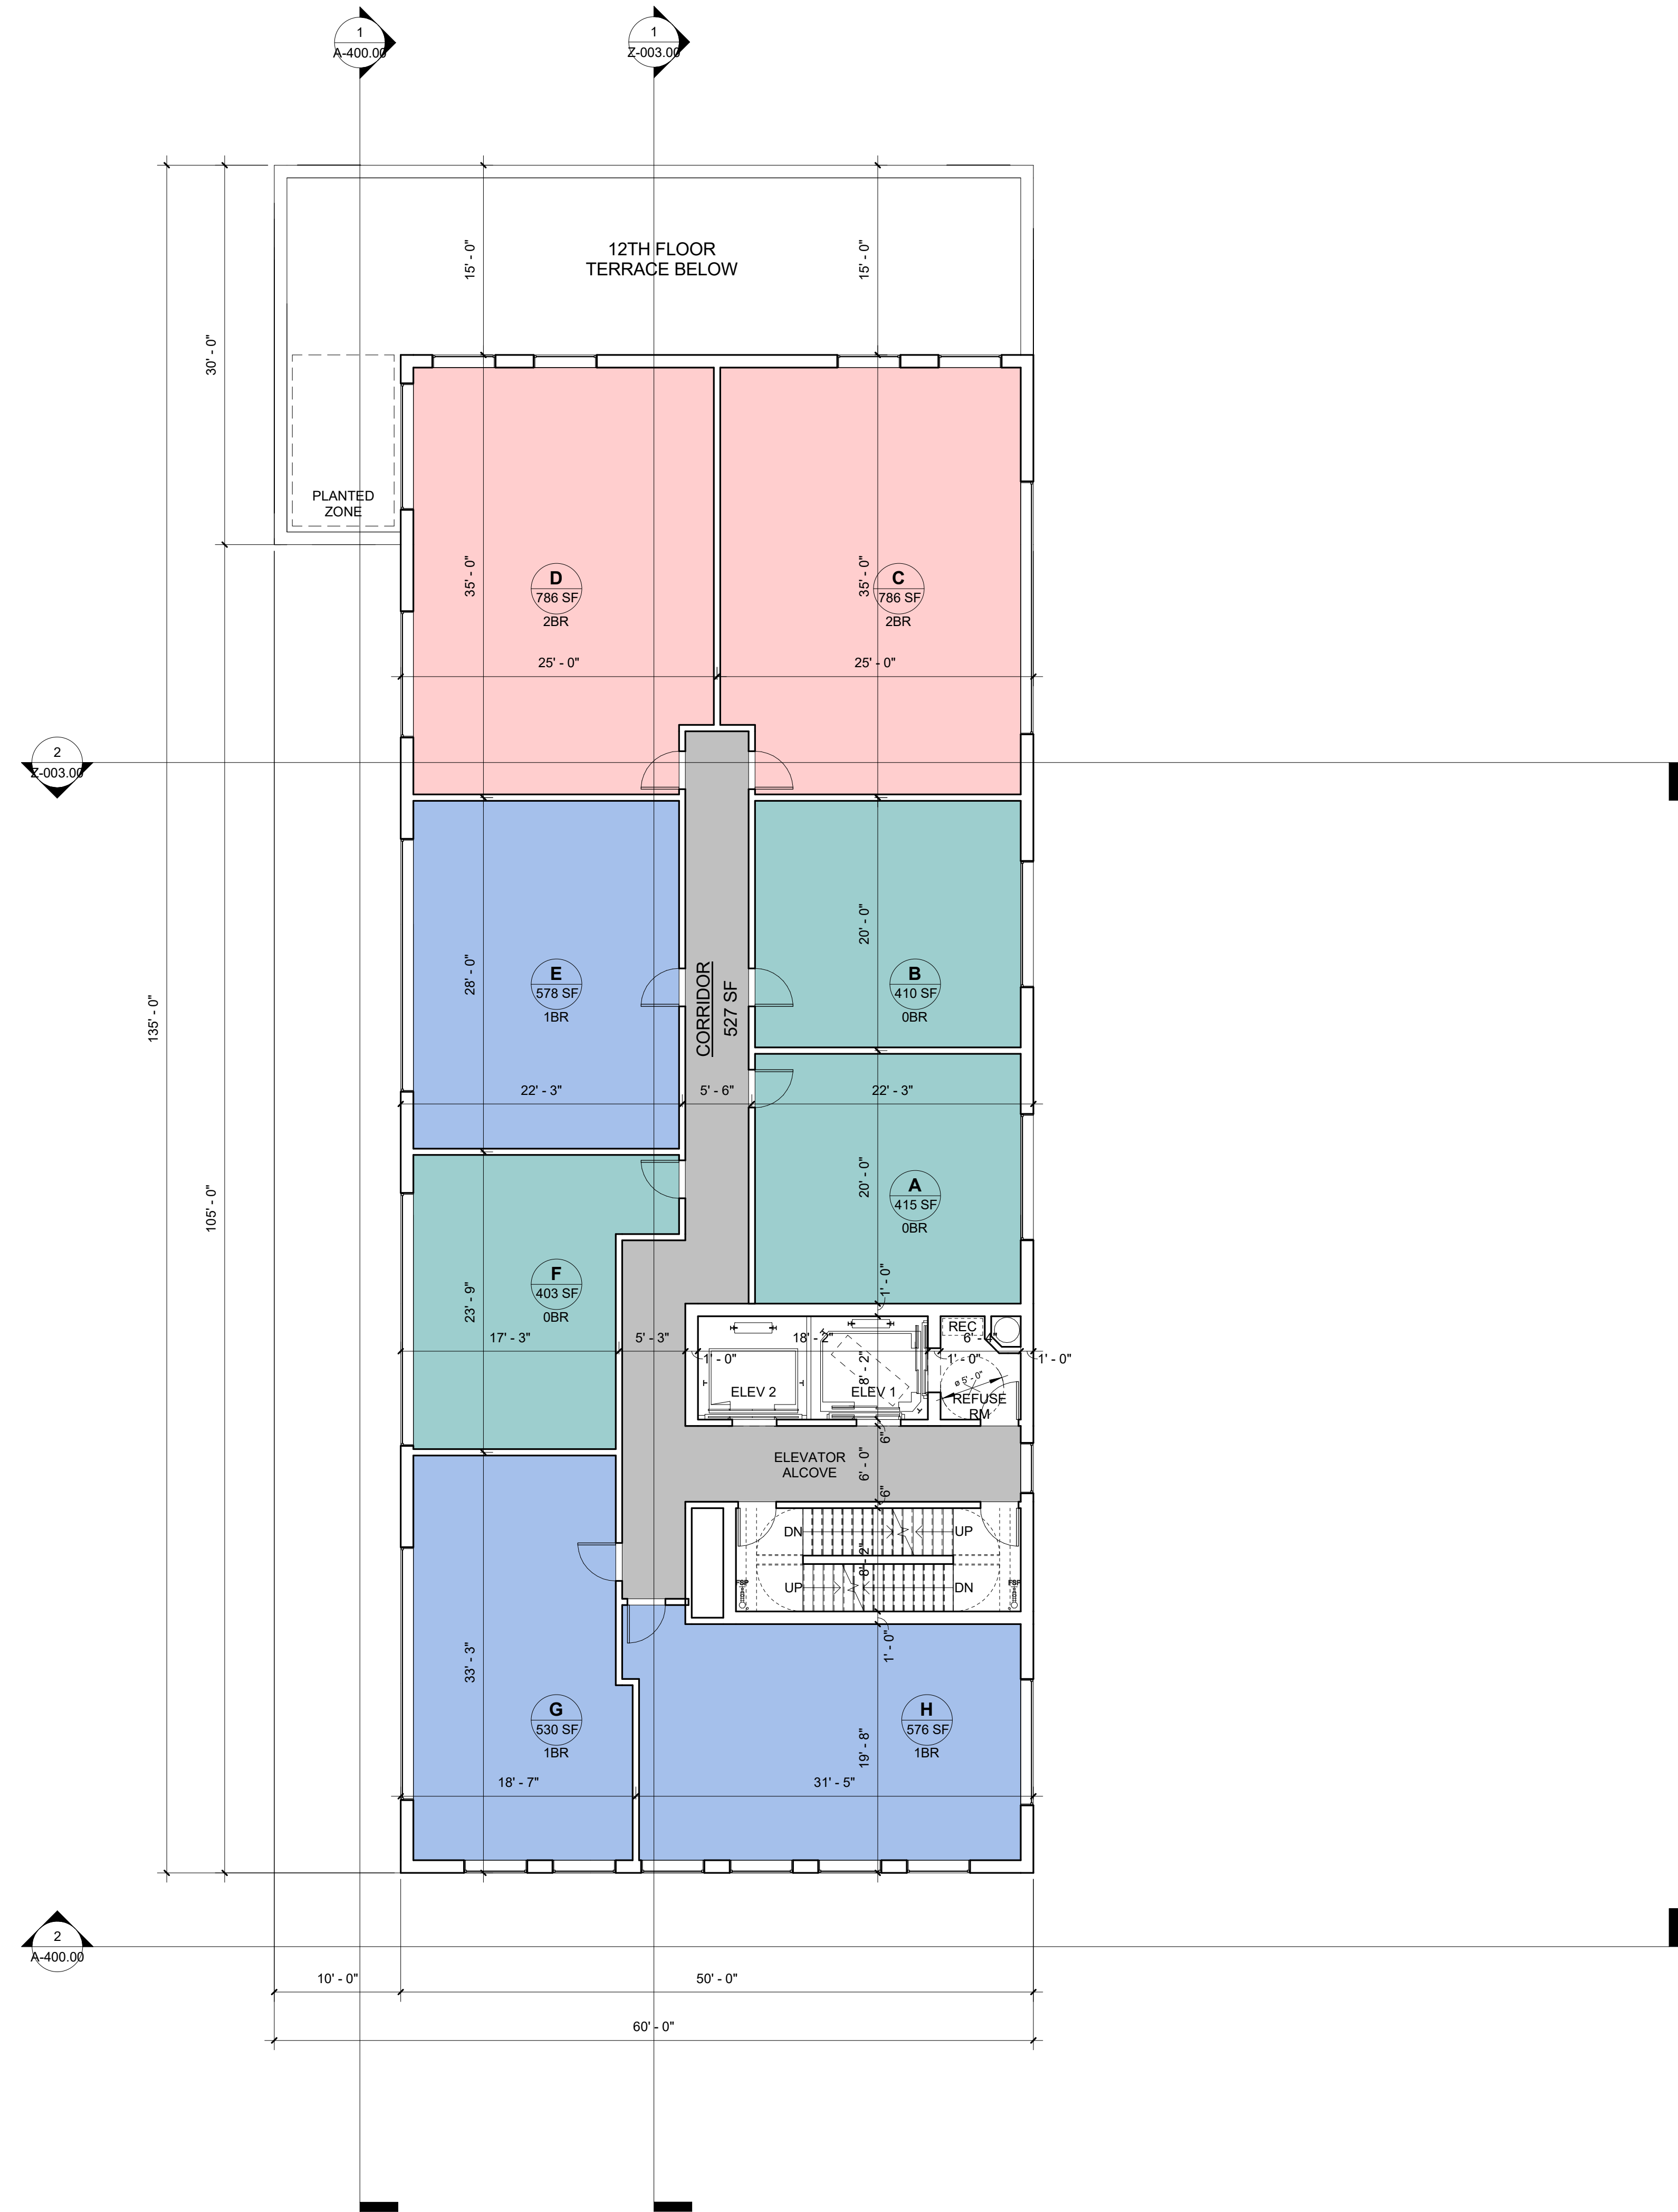 1
A-400.00
1
Z-003.00
12TH FLOOR
TERRACE BELOW
15' - 0"
15' - 0"
30' - 0"
PLANTED
ZONE
35' - 0"
35' - 0"
D
786 SF
2BR
C
786 SF
2BR
25' - 0"
25' - 0"
2
Z-003.00
135' - 0"
105' - 0"
28' - 0"
E
578 SF
1BR
CORRIDOR
527 SF
20' - 0"
B
410 SF
0BR
22' - 3"
5' - 6"
22' - 3"
20' - 0"
A
415 SF
0BR
23' - 9"
F
403 SF
0BR
1' - 0"
17' - 3"
5' - 3"
1' - 0"
18' - 2"
8' - 2"
REC
6' - 4"
1' - 0"
1' - 0"
ø 5' - 0"
ELEV 2
ELEV 1
REFUSE
RM
6"
ELEVATOR
ALCOVE
6' - 0"
6"
DN
UP
8' - 2"
UP
DN
FSP
FSP
33' - 3"
1' - 0"
G
530 SF
1BR
H
576 SF
1BR
19' - 8"
18' - 7"
31' - 5"
2
A-400.00
10' - 0"
50' - 0"
60' - 0"